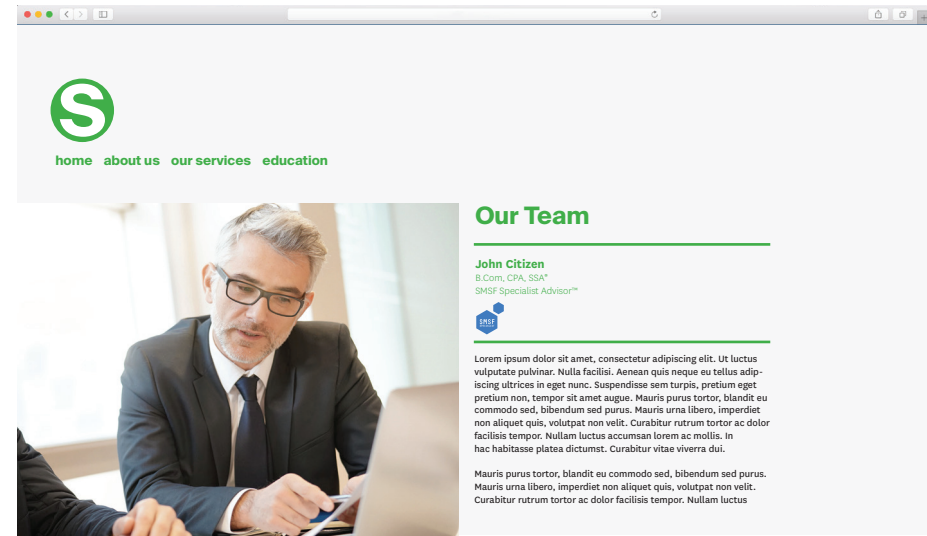 S
home about us our services education
Our Team
John Citizen
B.Com, CPA, SSA®
SMSF Specialist Advisor™
SMSF
Lorem ipsum dolor sit amet, consectetur adipiscing elit. Ut luctus
vulputate pulvinar. Nulla facilisi. Aenean quis neque eu tellus adip-
iscing ultrices in eget nunc. Suspendisse sem turpis, pretium eget
pretium non, tempor sit amet augue. Mauris purus tortor, blandit eu
commodo sed, bibendum sed purus. Mauris urna libero, imperdiet
non aliquet quis, volutpat non velit. Curabitur rutrum tortor ac dolor
facilisis tempor. Nullam luctus accumsan lorem ac mollis. In
hac habitasse platea dictumst. Curabitur vitae viverra dui.
Mauris purus tortor, blandit eu commodo sed, bibendum sed purus.
Mauris urna libero, imperdiet non aliquet quis, volutpat non velit.
Curabitur rutrum tortor ac dolor facilisis tempor. Nullam luctus